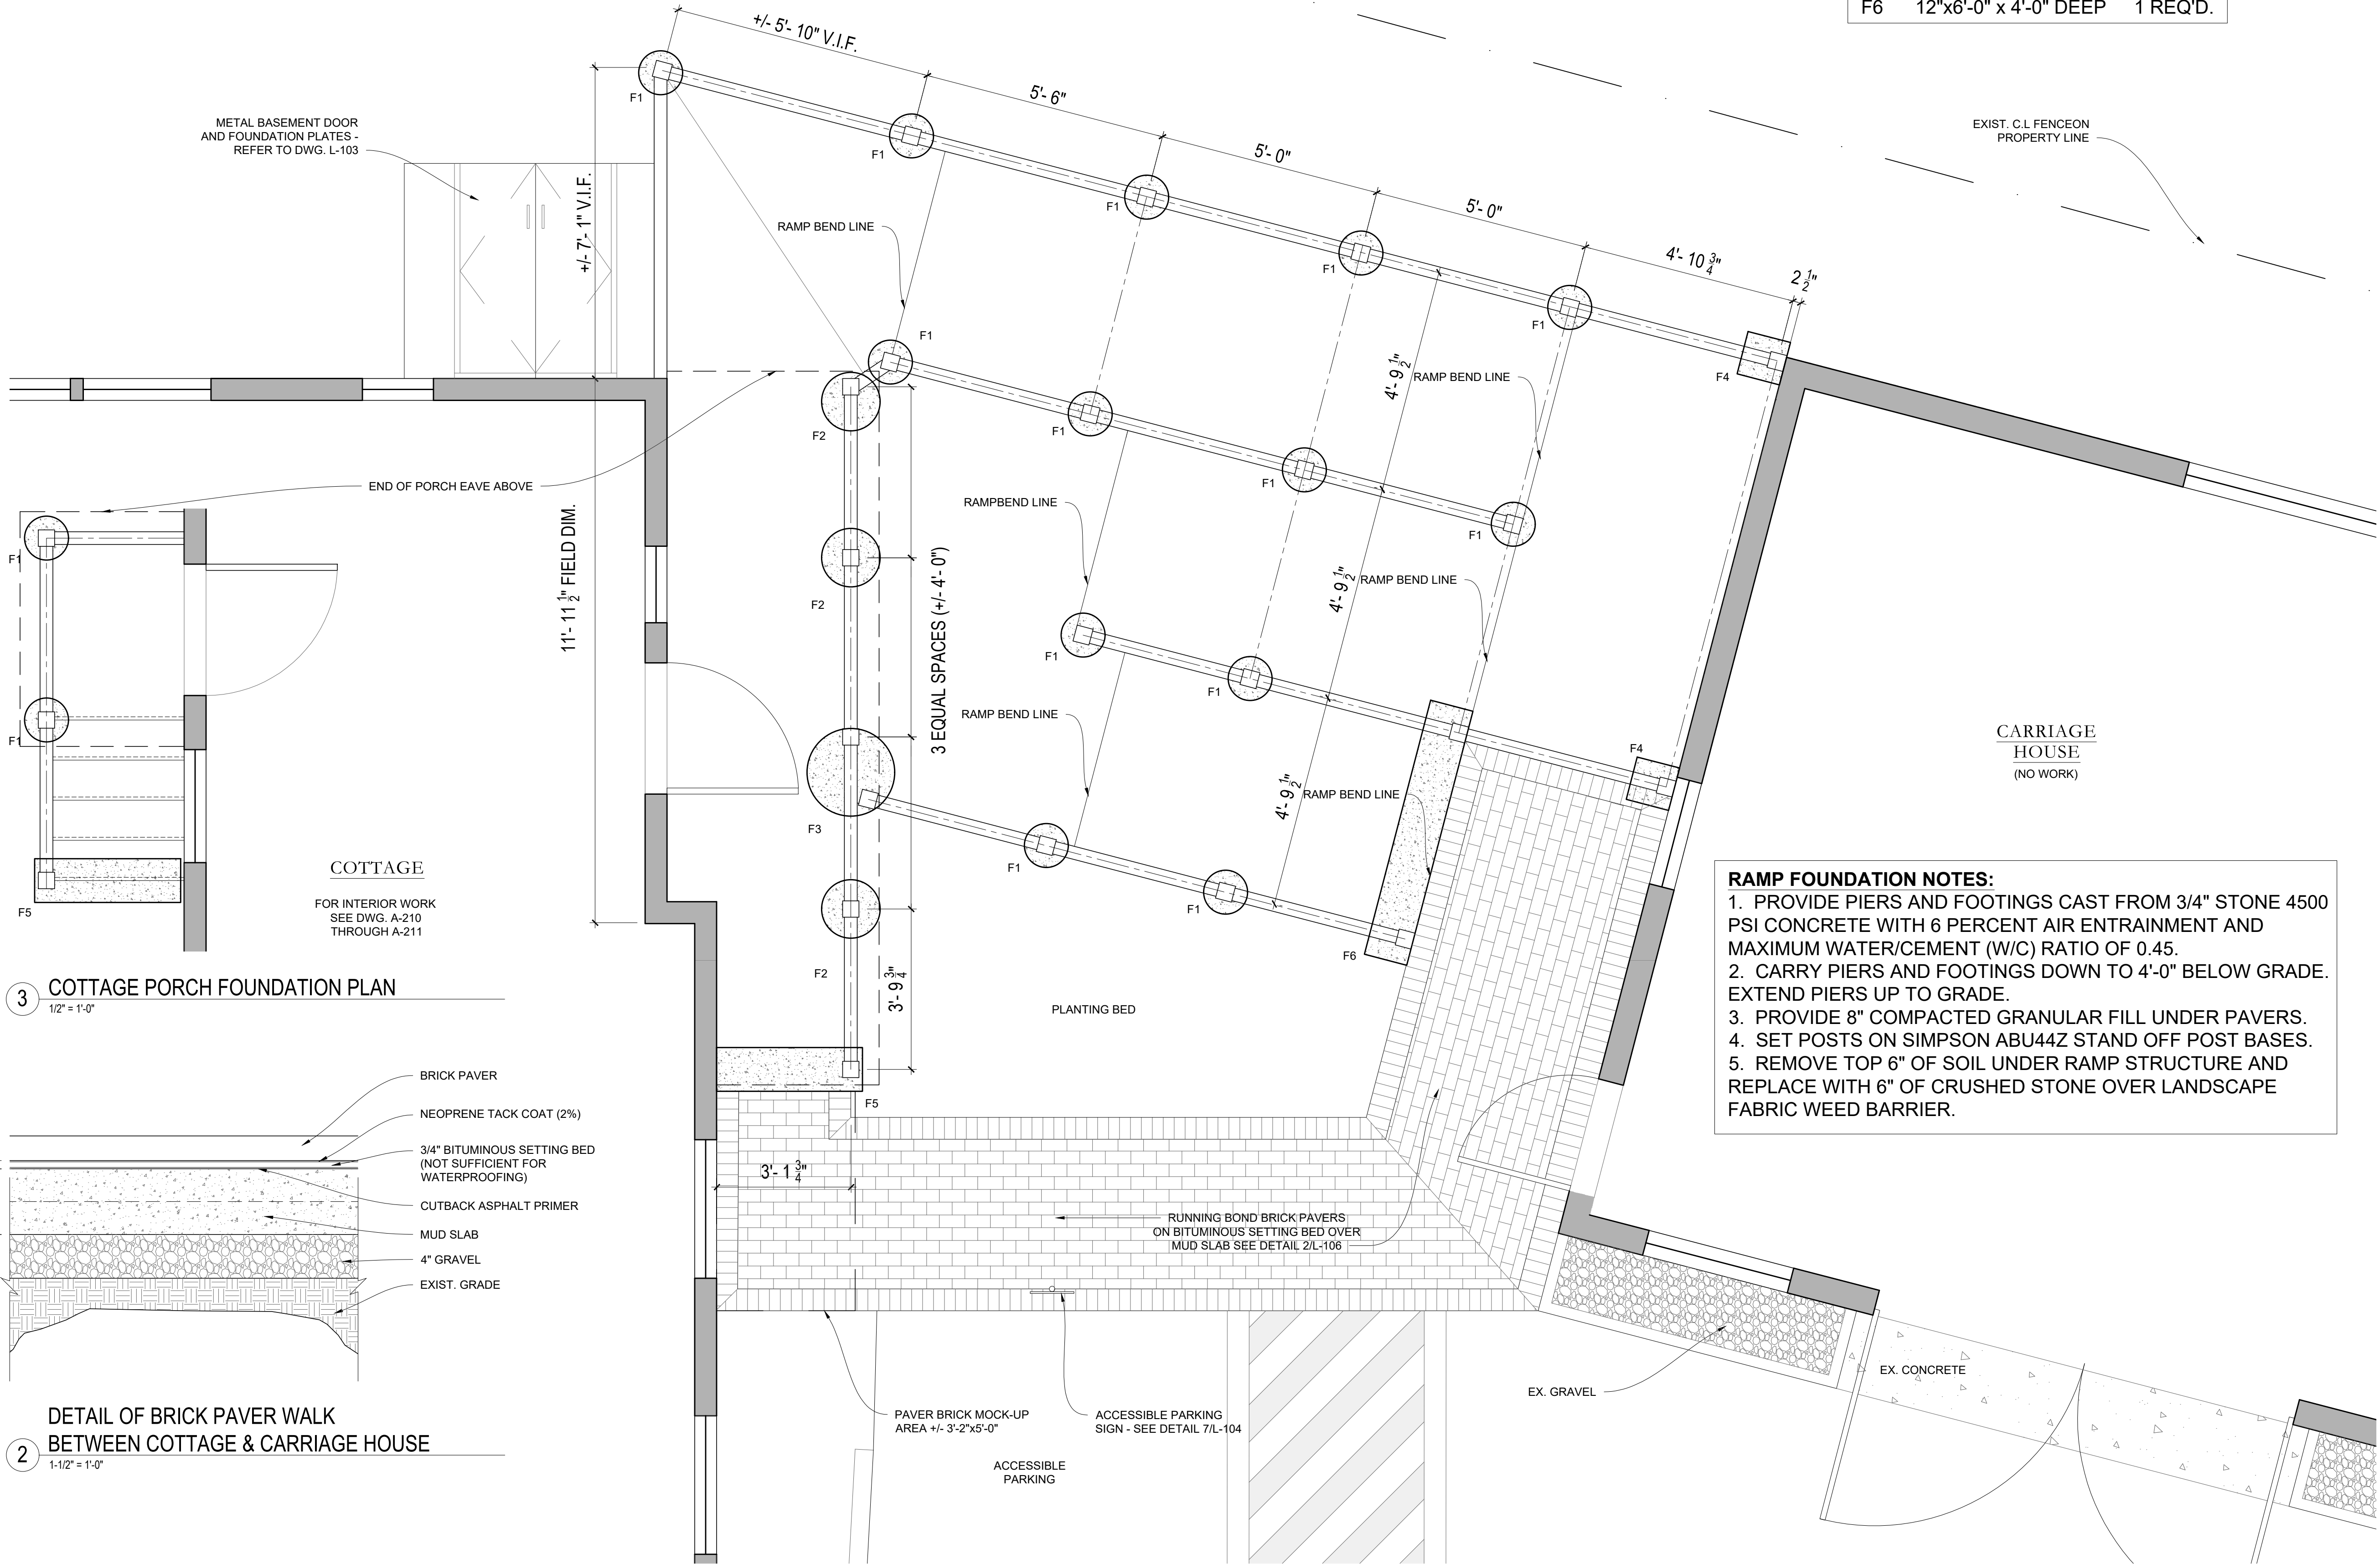 F6 12"x6'-0" x 4'-0" DEEP 1 REQ'D.
+/- 5'- 10" V.I.F.
5'- 6"
5'- 0"
5'- 0"
4'- 10 3/4"
2 1/2"
F1
F1
F1
F1
F1
F4
METAL BASEMENT DOOR
AND FOUNDATION PLATES -
REFER TO DWG. L-103
EXIST. C.L FENCEON
PROPERTY LINE
+/- 7'- 1" V.I.F.
RAMP BEND LINE
F1
F2
F1
F1
F1
4'- 9 1/2"
RAMP BEND LINE
END OF PORCH EAVE ABOVE
RAMPBEND LINE
11'- 11 1/2" FIELD DIM.
3 EQUAL SPACES (+/- 4'- 0")
F2
4'- 9 1/2"
RAMP BEND LINE
F1
F1
F4
RAMP BEND LINE
4'- 9 1/2"
RAMP BEND LINE
F3
F1
F1
F6
F2
3'- 9 3/4"
PLANTING BED
F5
3'- 1 3/4"
CARRIAGE
HOUSE
(NO WORK)
F1
F1
F5
COTTAGE
FOR INTERIOR WORK
SEE DWG. A-210
THROUGH A-211
3 COTTAGE PORCH FOUNDATION PLAN
1/2" = 1'-0"
RAMP FOUNDATION NOTES:
1. PROVIDE PIERS AND FOOTINGS CAST FROM 3/4" STONE 4500
PSI CONCRETE WITH 6 PERCENT AIR ENTRAINMENT AND
MAXIMUM WATER/CEMENT (W/C) RATIO OF 0.45.
2. CARRY PIERS AND FOOTINGS DOWN TO 4'-0" BELOW GRADE.
EXTEND PIERS UP TO GRADE.
3. PROVIDE 8" COMPACTED GRANULAR FILL UNDER PAVERS.
4. SET POSTS ON SIMPSON ABU44Z STAND OFF POST BASES.
5. REMOVE TOP 6" OF SOIL UNDER RAMP STRUCTURE AND
REPLACE WITH 6" OF CRUSHED STONE OVER LANDSCAPE
FABRIC WEED BARRIER.
BRICK PAVER
NEOPRENE TACK COAT (2%)
3/4" BITUMINOUS SETTING BED
(NOT SUFFICIENT FOR
WATERPROOFING)
CUTBACK ASPHALT PRIMER
MUD SLAB
4" GRAVEL
EXIST. GRADE
DETAIL OF BRICK PAVER WALK
2 BETWEEN COTTAGE & CARRIAGE HOUSE
1-1/2" = 1'-0"
RUNNING BOND BRICK PAVERS
ON BITUMINOUS SETTING BED OVER
MUD SLAB SEE DETAIL 2/L-106
PAVER BRICK MOCK-UP
AREA +/- 3'-2"x5'-0"
ACCESSIBLE PARKING
SIGN - SEE DETAIL 7/L-104
ACCESSIBLE
PARKING
EX. GRAVEL
EX. CONCRETE